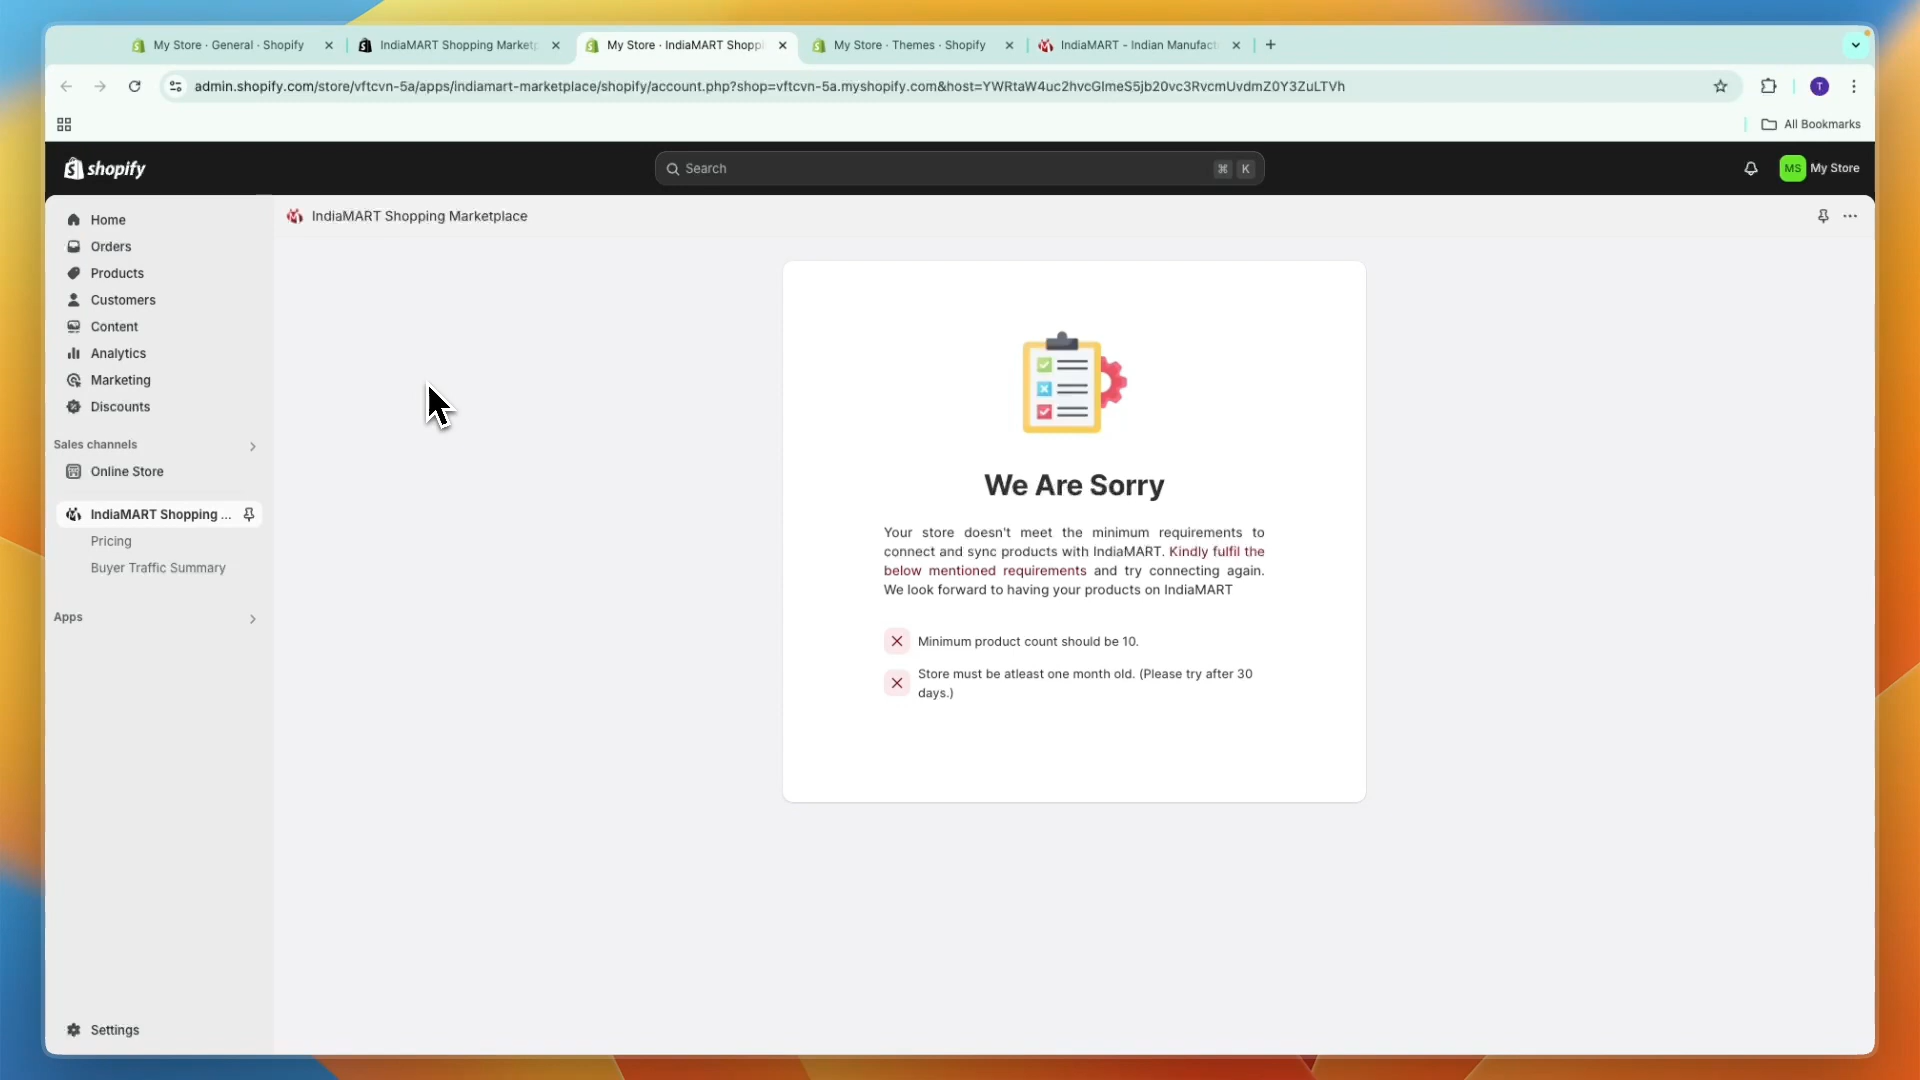 My Store · General · Shopify
IndiaMART Shopping Marketp
My Store · IndiaMART Shoppi
My Store · Themes · Shopify
IndiaMART - Indian Manufact
admin.shopify.com/store/vftcvn-5a/apps/indiamart-marketplace/shopify/account.php?shop=vftcvn-5a.myshopify.com&host=YWRtaW4uc2hvcGlmeS5jb20vc3RvcmUvdmZ0Y3ZuLTVh
T
All Bookmarks
shopify
Search
⌘ K
MS My Store
Home
Orders
Products
Customers
Content
Analytics
Marketing
Discounts
Sales channels
Online Store
IndiaMART Shopping ...
Pricing
Buyer Traffic Summary
Apps
Settings
IndiaMART Shopping Marketplace
We Are Sorry
Your store doesn't meet the minimum requirements to
connect and sync products with IndiaMART. Kindly fulfil the
below mentioned requirements and try connecting again.
We look forward to having your products on IndiaMART
Minimum product count should be 10.
Store must be atleast one month old. (Please try after 30
days.)